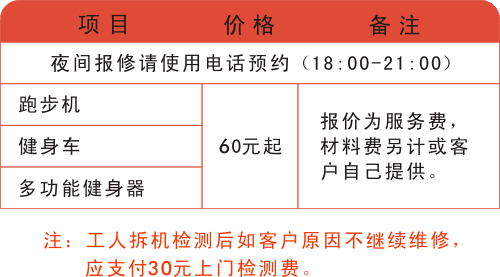 项目 价格 备注
夜间报修请使用电话预约（18:00-21:00）
跑步机
健身车
多功能健身器
60元起
报价为服务费，
材料费另计或客
户自己提供。
注：工人拆机检测后如客户原因不继续维修，
应支付30元上门检测费。